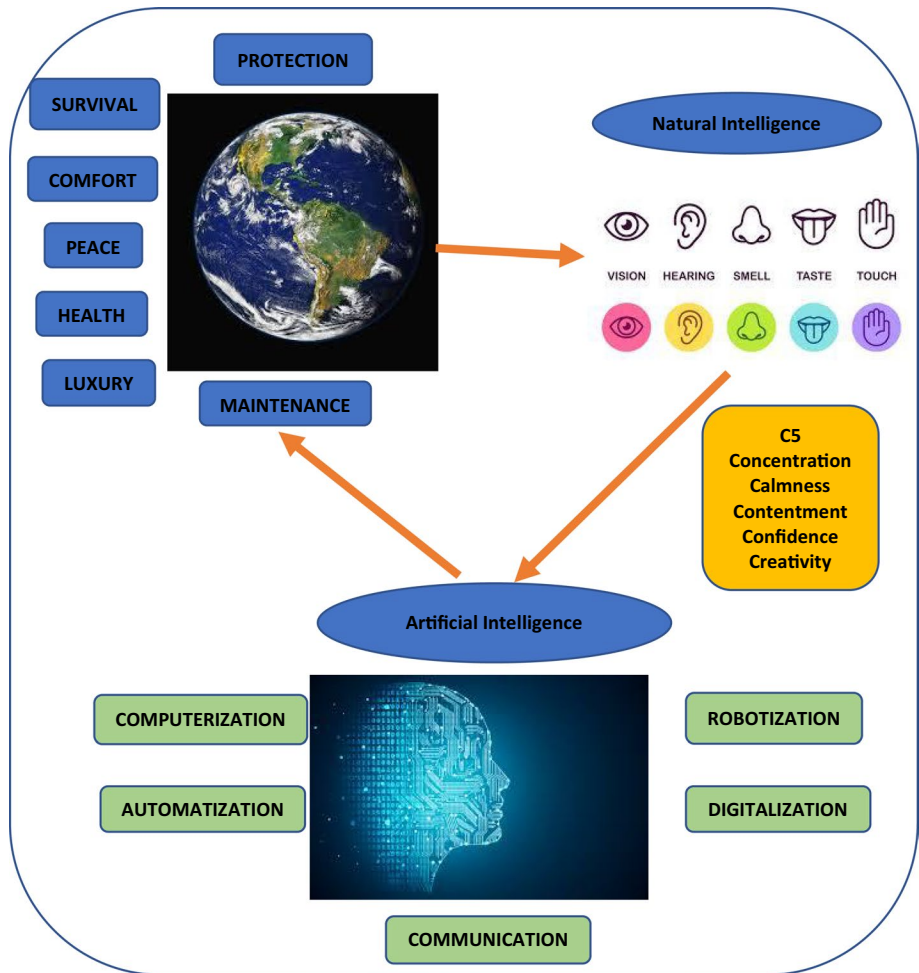 PROTECTION
SURVIVAL
COMFORT
PEACE
HEALTH
LUXURY
MAINTENANCE
Natural Intelligence
VISION HEARING SMELL TASTE TOUCH
C5
Concentration
Calmness
Contentment
Confidence
Creativity
Artificial Intelligence
COMPUTERIZATION
ROBOTIZATION
AUTOMATIZATION
DIGITALIZATION
COMMUNICATION